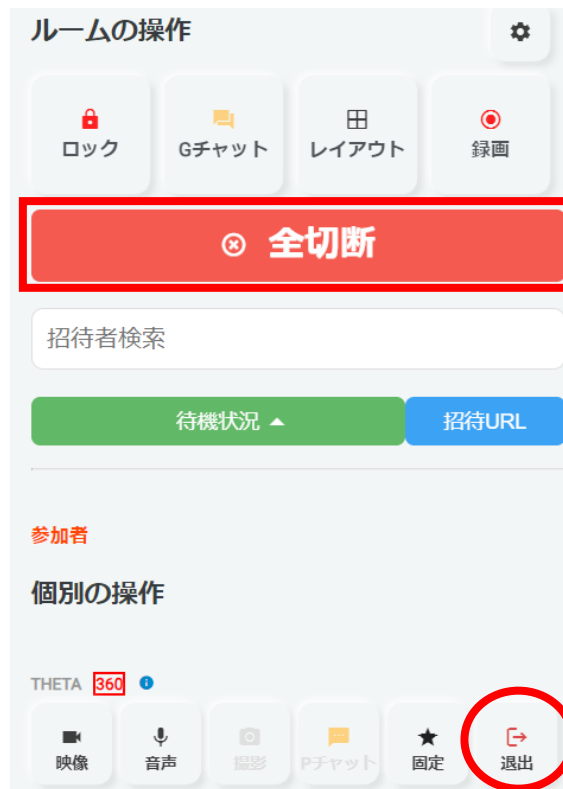 ルームの操作
ロック Gチャット レイアウト 録画
全切断
招待者検索
待機状況 招待URL
参加者
個別の操作
THETA 360
映像 音声 撮影 Pチャット 固定 退出